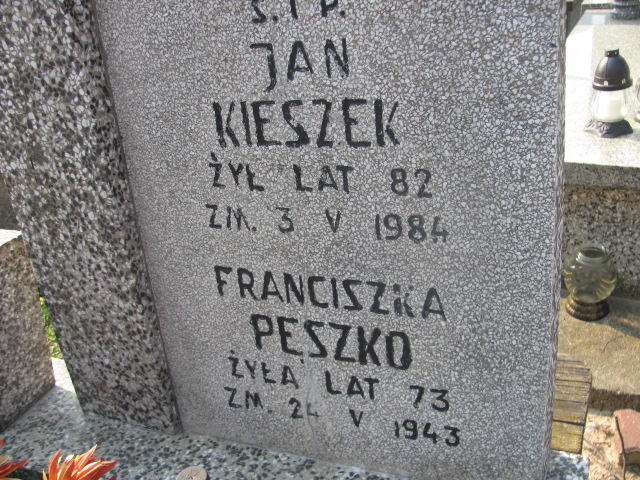 Ś.†P.
JAN
KIESZEK
ŻYŁ LAT 82
ZM. 3 V 1984
FRANCISZKA
PĘSZKO
ŻYŁA LAT 73
ZM. 24 V 1943